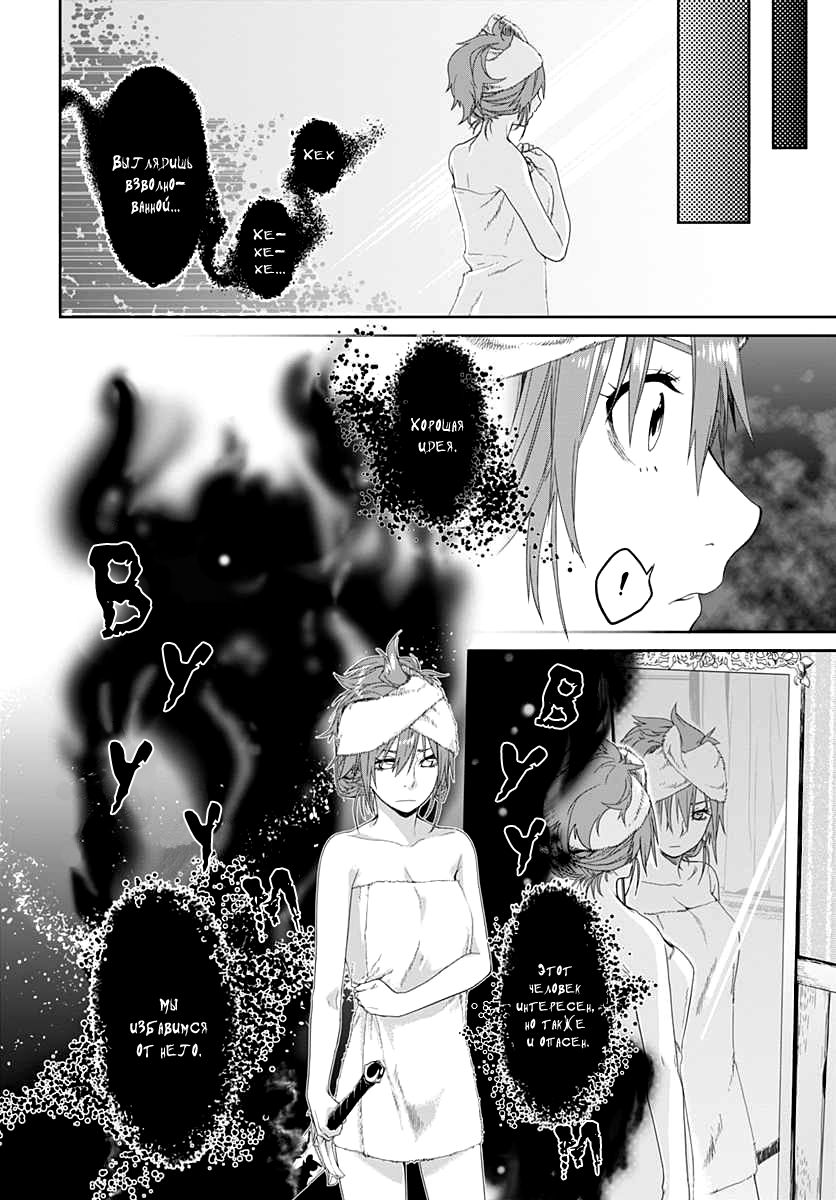 ХЕХ
ХЕ-
ХЕ-
ХЕ...
ВЫГЛЯДИШЬ
ВЗВОЛНО-
ВАННОЙ...
!
ХОРОШАЯ
ИДЕЯ.
В
У
У
У
В
У
У
ЭТОТ
ЧЕЛОВЕК
ИНТЕРЕСЕН,
НО ТАКЖЕ
И ОПАСЕН.
МЫ
ИЗБАВИМСЯ
ОТ НЕГО.